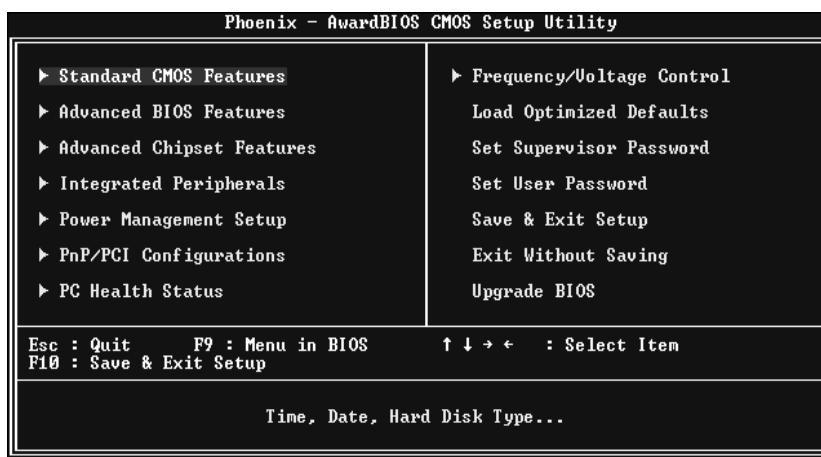 Phoenix - AwardBIOS CMOS Setup Utility
▶ Standard CMOS Features
▶ Advanced BIOS Features
▶ Advanced Chipset Features
▶ Integrated Peripherals
▶ Power Management Setup
▶ PnP/PCI Configurations
▶ PC Health Status
▶ Frequency/Voltage Control
Load Optimized Defaults
Set Supervisor Password
Set User Password
Save & Exit Setup
Exit Without Saving
Upgrade BIOS
Esc : Quit F9 : Menu in BIOS ↑ ↓ → ← : Select Item
F10 : Save & Exit Setup
Time, Date, Hard Disk Type...